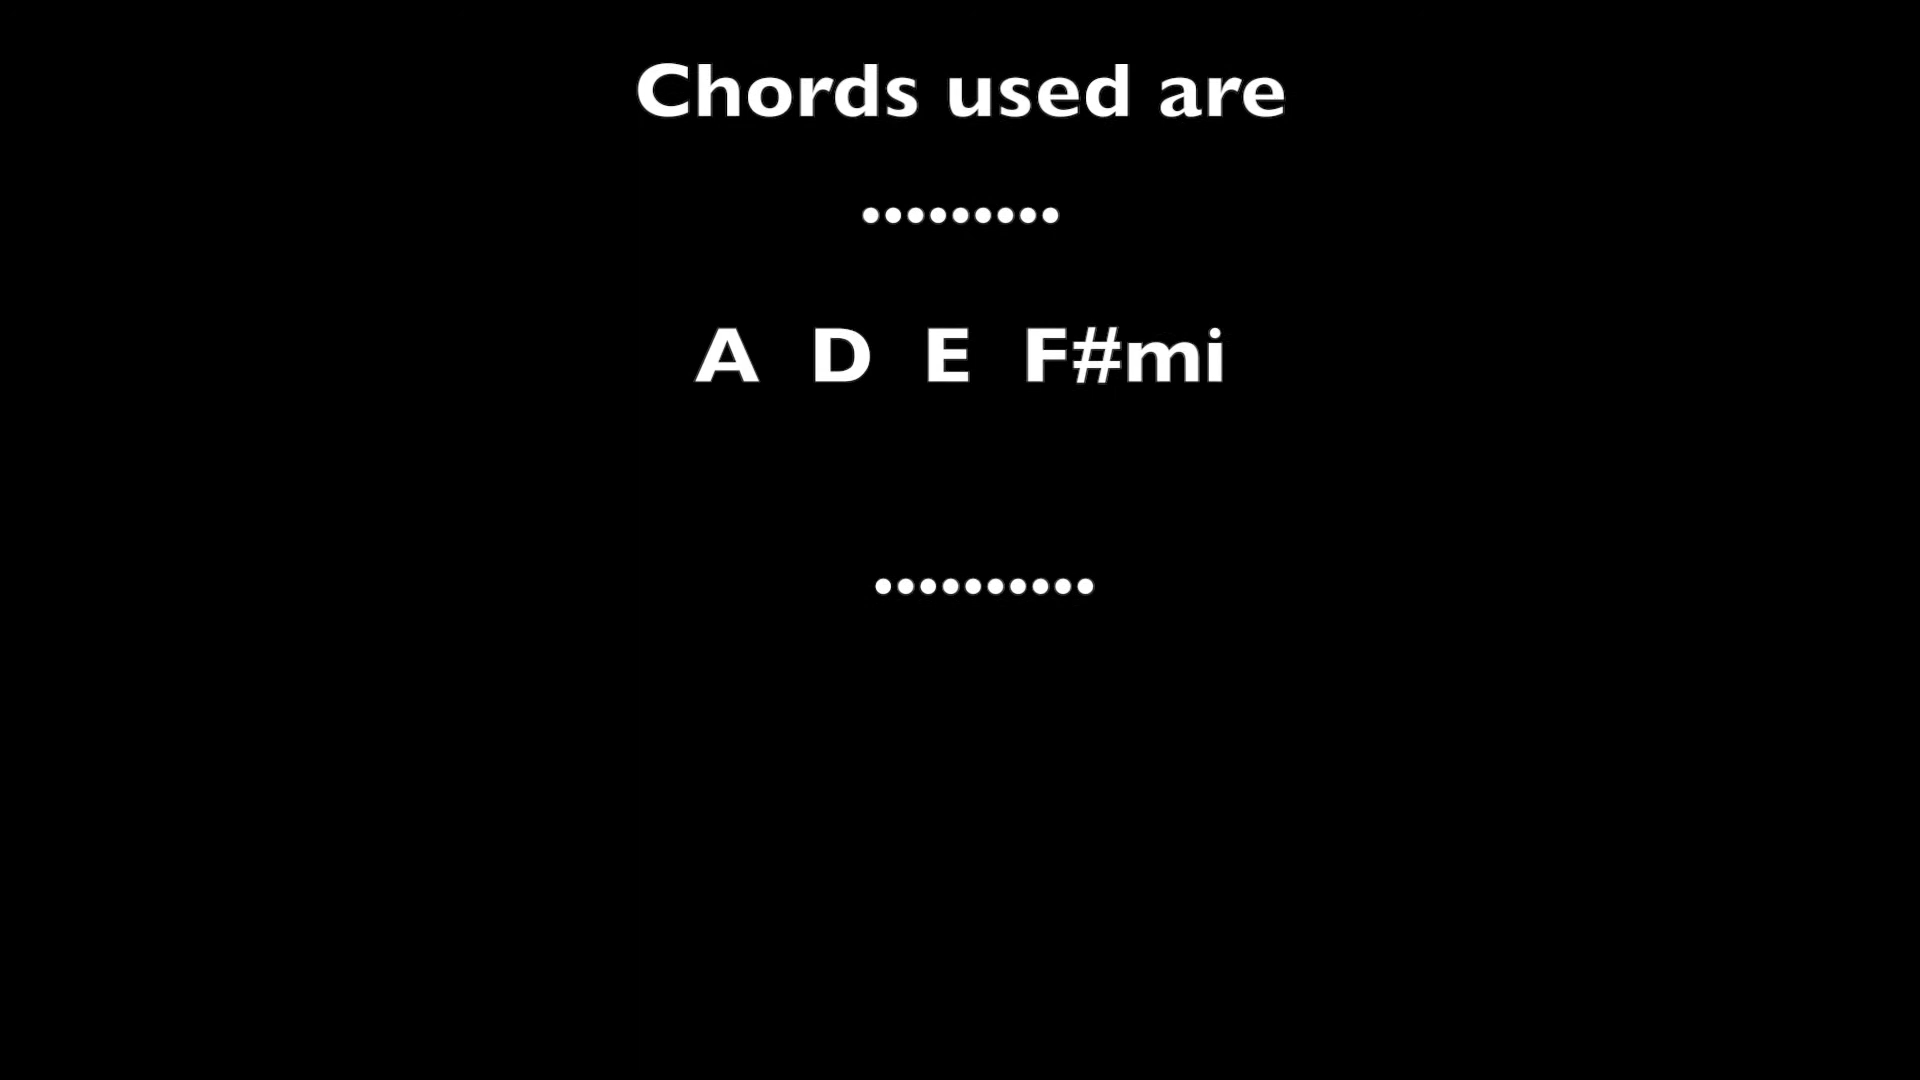 Chords used are
.........
A D E F#mi
..........